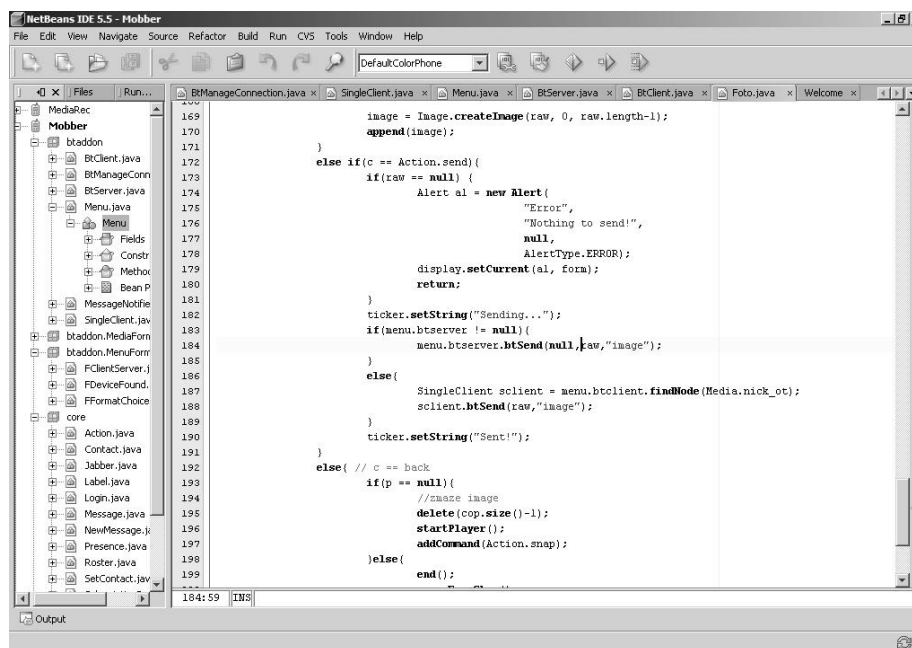 NetBeans IDE 5.5 - Mobber
File Edit View Navigate Source Refactor Build Run CVS Tools Window Help
DefaultColorPhone
Files Run...
BtManageConnection.java SingleClient.java Menu.java BtServer.java BtClient.java Foto.java Welcome
MediaRec
Mobber
btaddon
BtClient.java
BtManageConn
BtServer.java
Menu.java
Menu
Fields
Constr
Method
Bean P
MessageNotifie
SingleClient.jav
btaddon.MediaForm
btaddon.MenuForm
FClientServer.j
FDeviceFound.
FFormatChoice
core
Action.java
Contact.java
Jabber.java
Label.java
Login.java
Message.java
NewMessage.ja
Presence.java
Roster.java
SetContact.jav
169 image = Image.createImage(raw, 0, raw.length-1);
170 append(image);
171 }
172 else if(c == Action.send){
173 if(raw == null) {
174 Alert al = new Alert(
175 "Error",
176 "Nothing to send!",
177 null,
178 AlertType.ERROR);
179 display.setCurrent(al, form);
180 return;
181 }
182 ticker.setString("Sending...");
183 if(menu.btserver != null){
184 menu.btserver.btSend(null,raw,"image");
185 }
186 else{
187 SingleClient sclient = menu.btclient.findNode(Media.nick_ot);
188 sclient.btSend(raw,"image");
189 }
190 ticker.setString("Sent!");
191 }
192 else{ // c == back
193 if(p == null){
194 //zmaze image
195 delete(cop.size()-1);
196 startPlayer();
197 addCommand(Action.snap);
198 }else{
199 end();
184:59 INS
Output